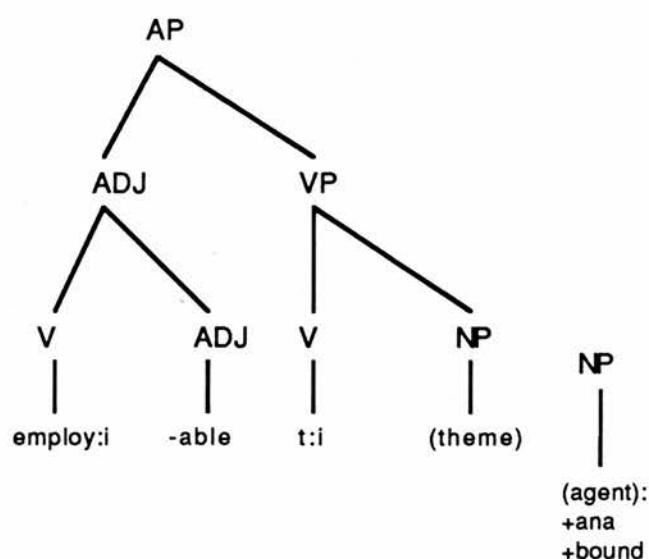 AP
ADJ VP
V ADJ V NP NP
employ:i -able t:i (theme)
(agent):
+ana
+bound